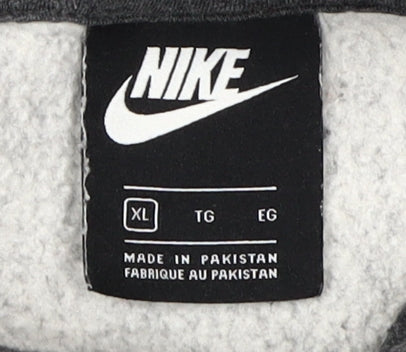 NIKE
XL TG EG
MADE IN PAKISTAN
FABRIQUE AU PAKISTAN